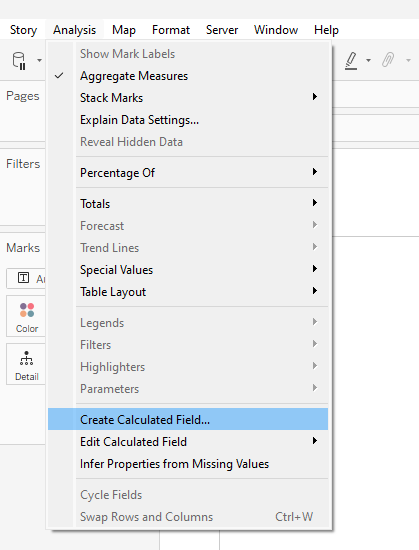 Story Analysis Map Format Server Window Help
Show Mark Labels
Pages
Aggregate Measures
Stack Marks
Explain Data Settings...
Reveal Hidden Data
Filters
Percentage Of
Totals
Forecast
Marks
Trend Lines
Special Values
Table Layout
Legends
Color
Filters
Highlighters
Detail
Parameters
Create Calculated Field...
Edit Calculated Field
Infer Properties from Missing Values
Cycle Fields
Swap Rows and Columns Ctrl+W